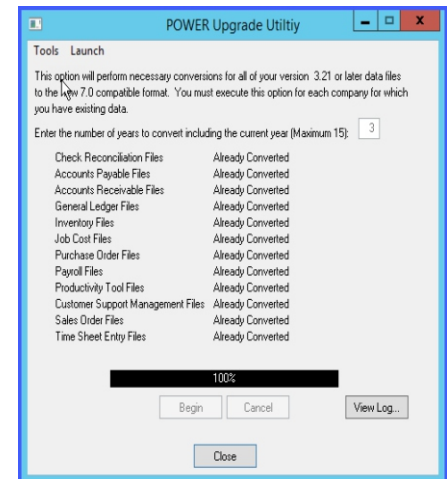 POWER Upgrade Utiltiy
Tools Launch
This option will perform necessary conversions for all of your version 3.21 or later data files
to the New 7.0 compatible format. You must execute this option for each company for which
you have existing data.
Enter the number of years to convert including the current year (Maximum 15): 3
Check Reconciliation Files Already Converted
Accounts Payable Files Already Converted
Accounts Receivable Files Already Converted
General Ledger Files Already Converted
Inventory Files Already Converted
Job Cost Files Already Converted
Purchase Order Files Already Converted
Payroll Files Already Converted
Productivity Tool Files Already Converted
Customer Support Management Files Already Converted
Sales Order Files Already Converted
Time Sheet Entry Files Already Converted
100%
Begin Cancel View Log...
Close